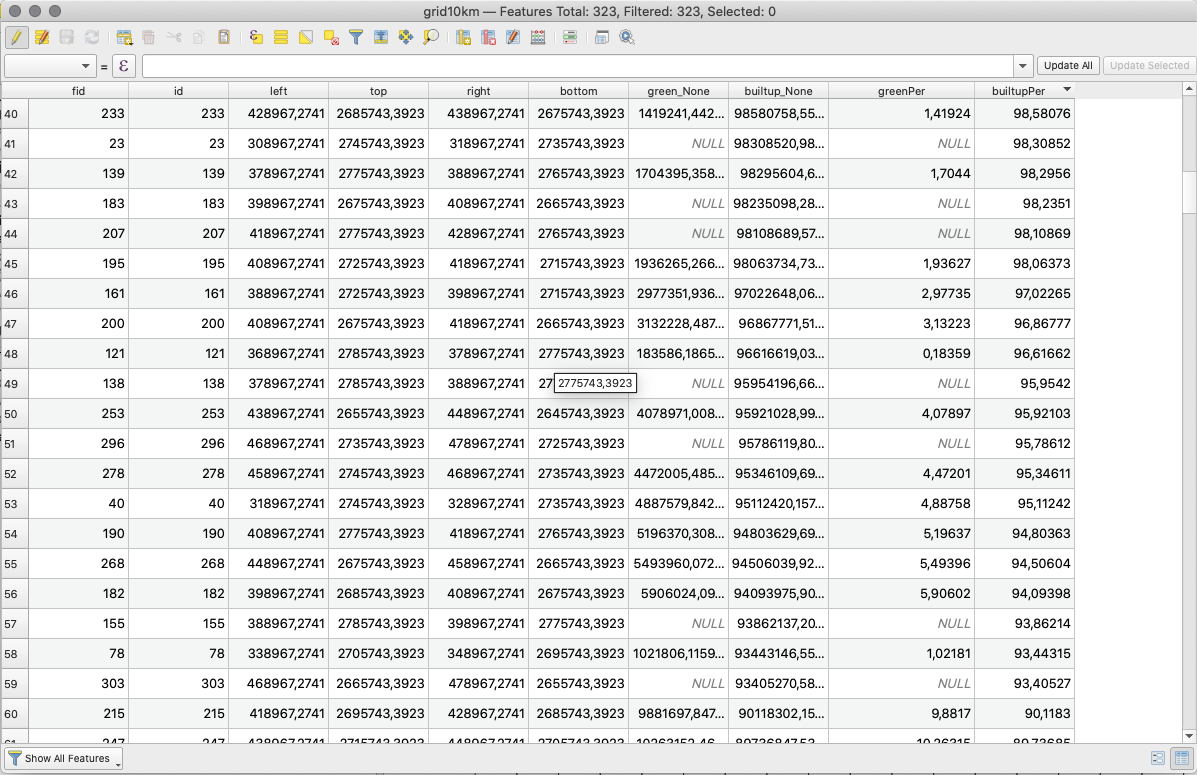 grid10km — Features Total: 323, Filtered: 323, Selected: 0
= ε Update All Update Selected
fid id left top right bottom green_None builtup_None greenPer builtupPer
40 233 233 428967,2741 2685743,3923 438967,2741 2675743,3923 1419241,442... 98580758,55... 1,41924 98,58076
41 23 23 308967,2741 2745743,3923 318967,2741 2735743,3923 NULL 98308520,98... NULL 98,30852
42 139 139 378967,2741 2775743,3923 388967,2741 2765743,3923 1704395,358... 98295604,6... 1,7044 98,2956
43 183 183 398967,2741 2675743,3923 408967,2741 2665743,3923 NULL 98235098,28... NULL 98,2351
44 207 207 418967,2741 2775743,3923 428967,2741 2765743,3923 NULL 98108689,57... NULL 98,10869
45 195 195 408967,2741 2725743,3923 418967,2741 2715743,3923 1936265,266... 98063734,73... 1,93627 98,06373
46 161 161 388967,2741 2725743,3923 398967,2741 2715743,3923 2977351,936... 97022648,06... 2,97735 97,02265
47 200 200 408967,2741 2675743,3923 418967,2741 2665743,3923 3132228,487... 96867771,51... 3,13223 96,86777
48 121 121 368967,2741 2785743,3923 378967,2741 2775743,3923 183586,1865... 96616619,03... 0,18359 96,61662
49 138 138 378967,2741 2785743,3923 388967,2741 27 2775743,3923 NULL 95954196,66... NULL 95,9542
50 253 253 438967,2741 2655743,3923 448967,2741 2645743,3923 4078971,008... 95921028,99... 4,07897 95,92103
51 296 296 468967,2741 2735743,3923 478967,2741 2725743,3923 NULL 95786119,80... NULL 95,78612
52 278 278 458967,2741 2745743,3923 468967,2741 2735743,3923 4472005,485... 95346109,69... 4,47201 95,34611
53 40 40 318967,2741 2745743,3923 328967,2741 2735743,3923 4887579,842... 95112420,157... 4,88758 95,11242
54 190 190 408967,2741 2775743,3923 418967,2741 2765743,3923 5196370,308... 94803629,69... 5,19637 94,80363
55 268 268 448967,2741 2675743,3923 458967,2741 2665743,3923 5493960,072... 94506039,92... 5,49396 94,50604
56 182 182 398967,2741 2685743,3923 408967,2741 2675743,3923 5906024,09... 94093975,90... 5,90602 94,09398
57 155 155 388967,2741 2785743,3923 398967,2741 2775743,3923 NULL 93862137,20... NULL 93,86214
58 78 78 338967,2741 2705743,3923 348967,2741 2695743,3923 1021806,1159... 93443146,55... 1,02181 93,44315
59 303 303 468967,2741 2665743,3923 478967,2741 2655743,3923 NULL 93405270,58... NULL 93,40527
60 215 215 418967,2741 2695743,3923 428967,2741 2685743,3923 9881697,847... 90118302,15... 9,8817 90,1183
Show All Features